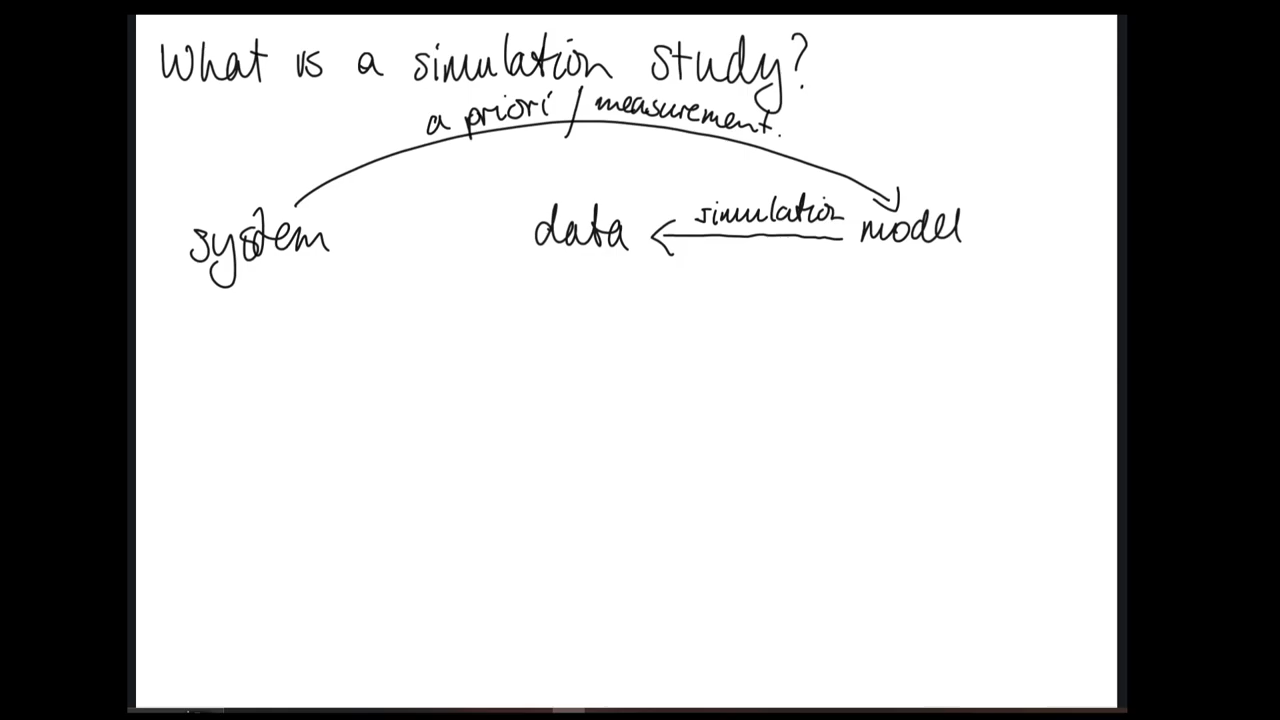 What is a simulation study?
a priori / measurement.
system data simulation model